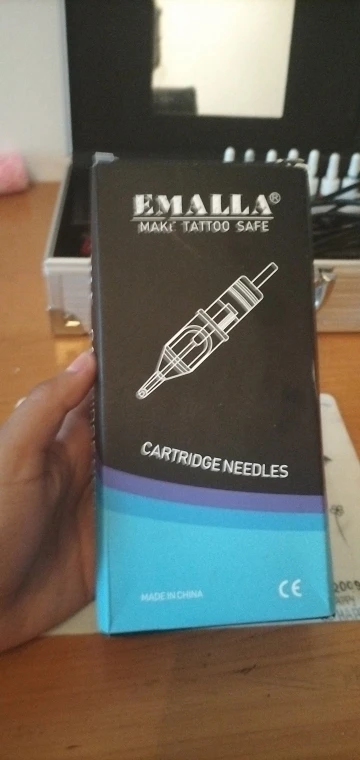 EMALLA®
MAKE TATTOO SAFE
CARTRIDGE NEEDLES
MADE IN CHINA
CE